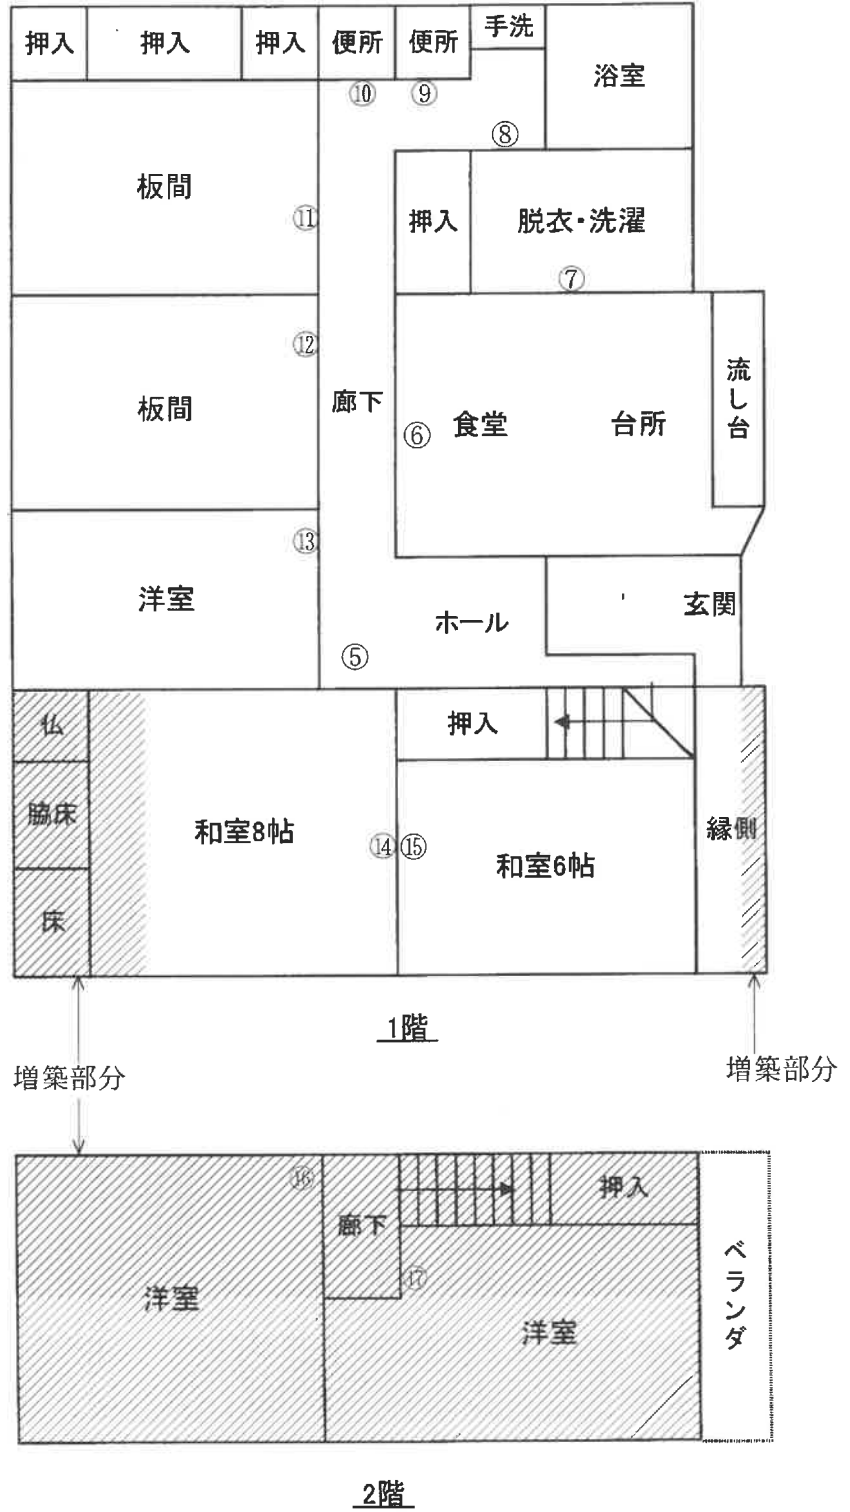 押入 押入 押入 便所 便所 手洗
浴室
⑩ ⑨
⑧
板間
⑪
押入 脱衣・洗濯
⑦
⑫
板間
廊下
⑥ 食堂 台所
流し台
⑬
洋室
ホール
玄関
⑤
仏
押入
脇床
和室8帖
⑭ ⑮
和室6帖
縁側
床
1階
増築部分
増築部分
⑯
廊下
押入
洋室
⑰
洋室
ベランダ
2階